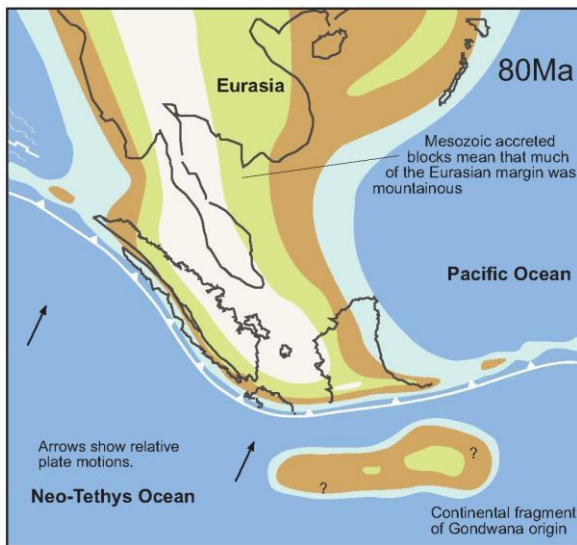 80Ma
Eurasia
Mesozoic accreted
blocks mean that much
of the Eurasian margin was
mountainous
Pacific Ocean
Arrows show relative
plate motions.
Neo-Tethys Ocean
?
?
Continental fragment
of Gondwana origin